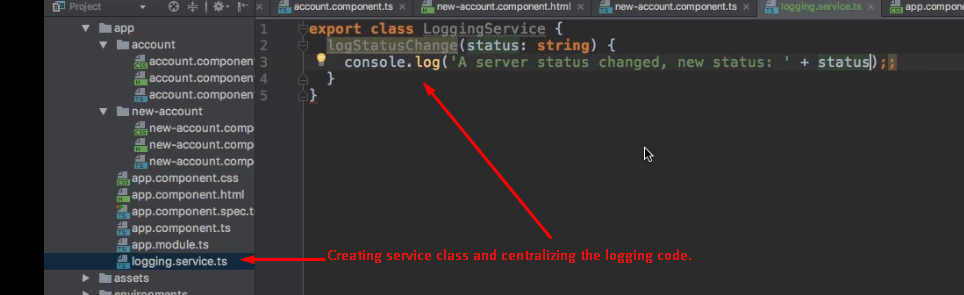 Project
account.component.ts
new-account.component.html
new-account.component.ts
logging.service.ts
app.compone
app
account
account.component
account.component
account.component
new-account
new-account.comp
new-account.comp
new-account.comp
app.component.css
app.component.html
app.component.spec.t
app.component.ts
app.module.ts
logging.service.ts
assets
environments
1 export class LoggingService {
2 logStatusChange(status: string) {
3 console.log('A server status changed, new status: ' + status);;
4 }
5 }
Creating service class and centralizing the logging code.